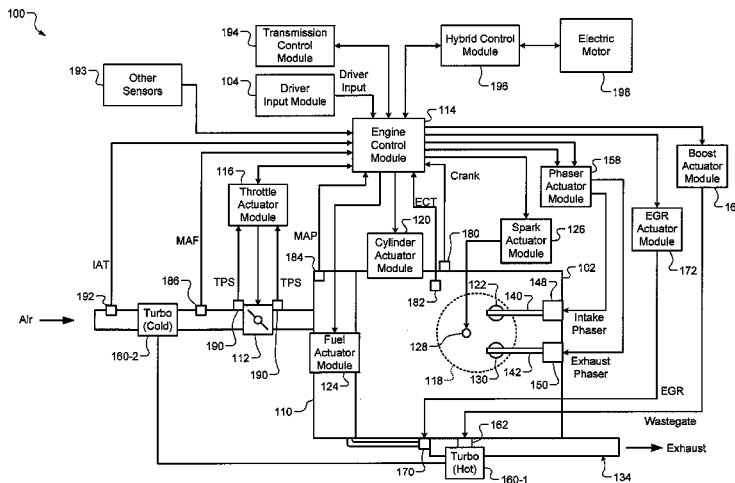 100
194
Transmission
Control
Module
Hybrid Control
Module
196
Electric
Motor
198
193
Other
Sensors
104
Driver
Input Module
Driver
Input
114
Engine
Control
Module
116
Throttle
Actuator
Module
Crank
ECT
120
Cylinder
Actuator
Module
180
182
Phaser
Actuator
Module
158
Boost
Actuator
Module
Spark
Actuator
Module
126
EGR
Actuator
Module
172
IAT
MAF
MAP
184
TPS
TPS
192
186
190
190
112
Air
Turbo
(Cold)
160-2
Fuel
Actuator
Module
124
110
102
122
148
140
Intake
Phaser
128
118
130
142
150
Exhaust
Phaser
EGR
Wastegate
162
170
Turbo
(Hot)
160-1
134
Exhaust